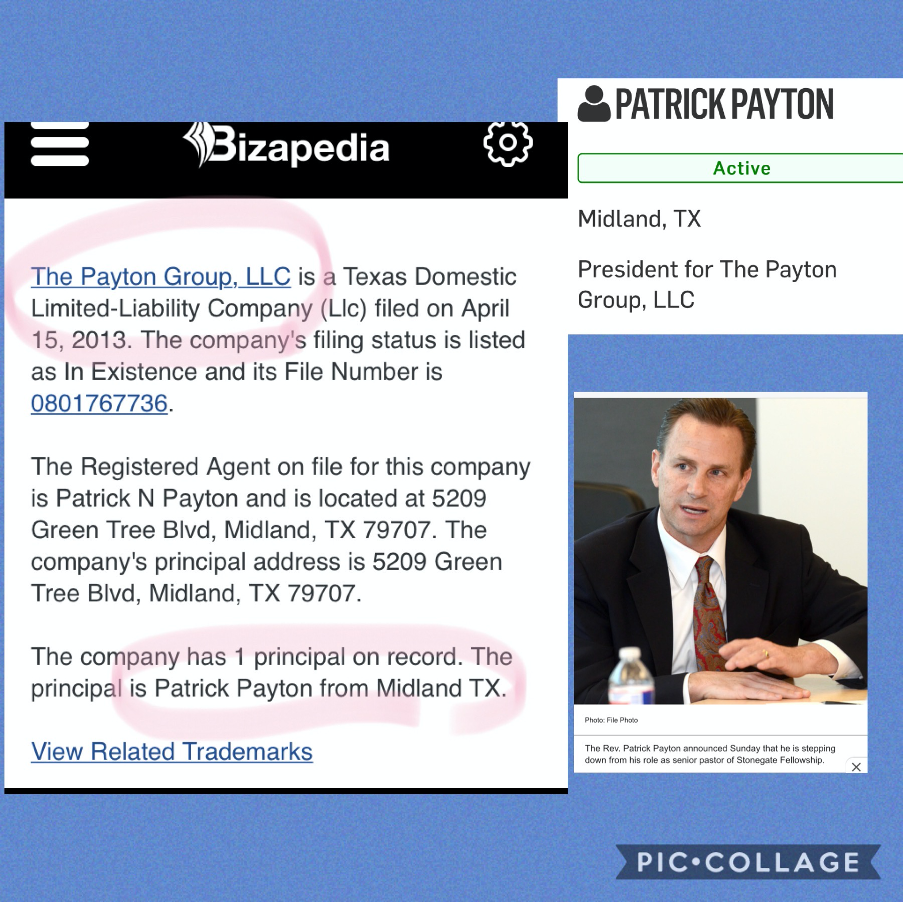 Bizapedia
The Payton Group, LLC is a Texas Domestic
Limited-Liability Company (Llc) filed on April
15, 2013. The company's filing status is listed
as In Existence and its File Number is
0801767736.
The Registered Agent on file for this company
is Patrick N Payton and is located at 5209
Green Tree Blvd, Midland, TX 79707. The
company's principal address is 5209 Green
Tree Blvd, Midland, TX 79707.
The company has 1 principal on record. The
principal is Patrick Payton from Midland TX.
View Related Trademarks
PATRICK PAYTON
Active
Midland, TX
President for The Payton
Group, LLC
Photo: File Photo
The Rev. Patrick Payton announced Sunday that he is stepping
down from his role as senior pastor of Stonegate Fellowship.
PIC•COLLAGE